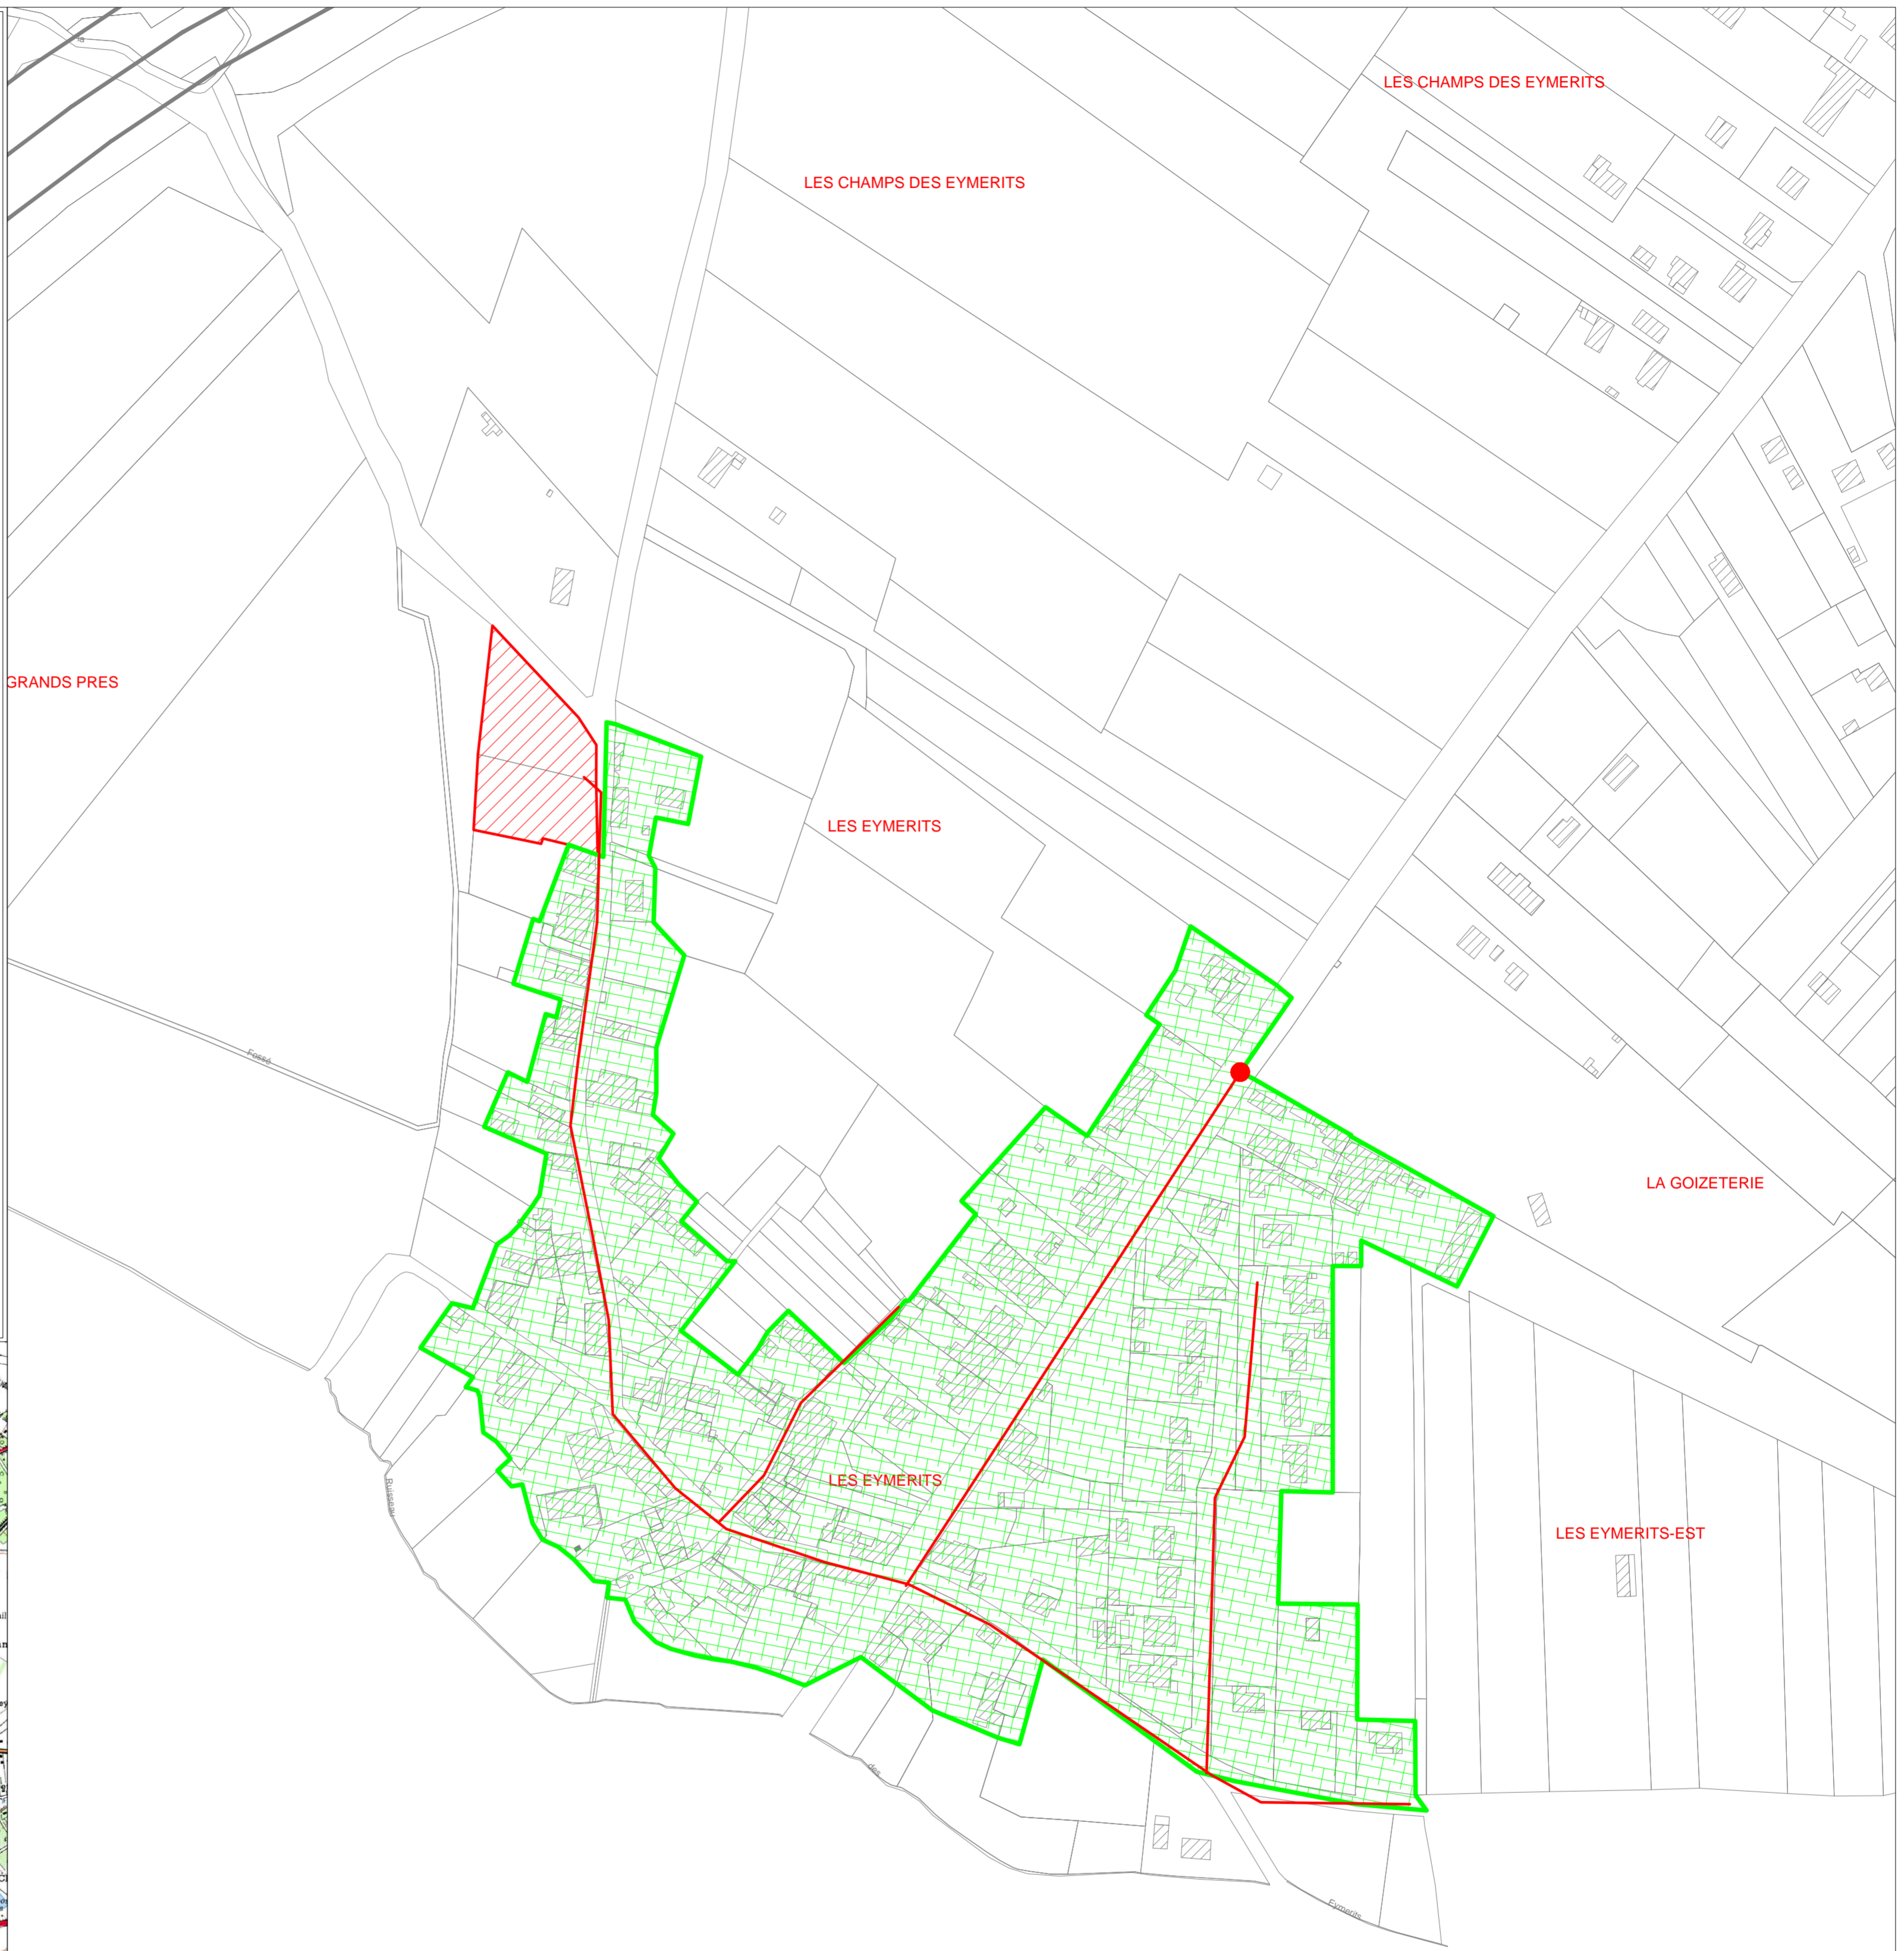 LES CHAMPS DES EYMERITS
LES CHAMPS DES EYMERITS
GRANDS PRES
LES EYMERITS
Fossé
LA GOIZETERIE
LES EYMERITS
Ruisseau
LES EYMERITS-EST
des
Eymerits